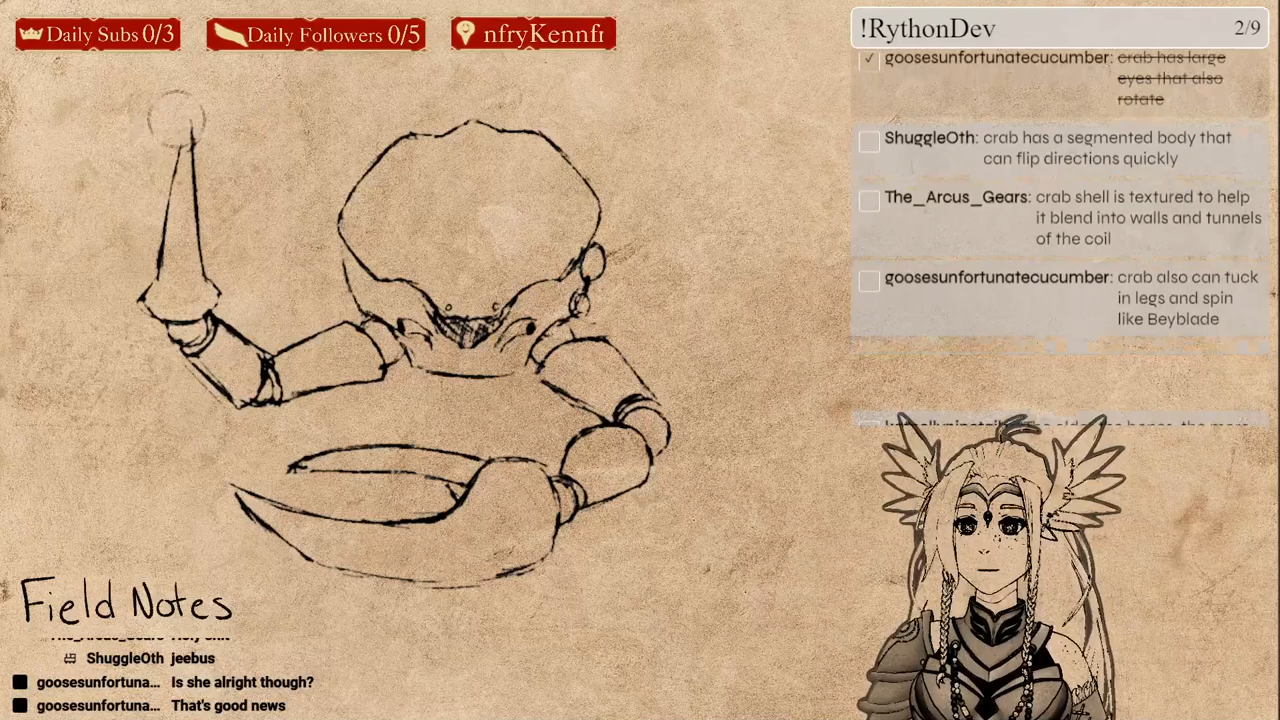 Daily Subs 0/3
Daily Followers 0/5
nfryKennfr
!RythonDev 2/9
goosesunfortunatecucumber: crab has large
eyes that also
rotate
ShuggleOth: crab has a segmented body that
can flip directions quickly
The_Arcus_Gears: crab shell is textured to help
it blend into walls and tunnels
of the coil
goosesunfortunatecucumber: crab also can tuck
in legs and spin
like Beyblade
Field Notes
ShuggleOth jeebus
goosesunfortuna... Is she alright though?
goosesunfortuna... That's good news